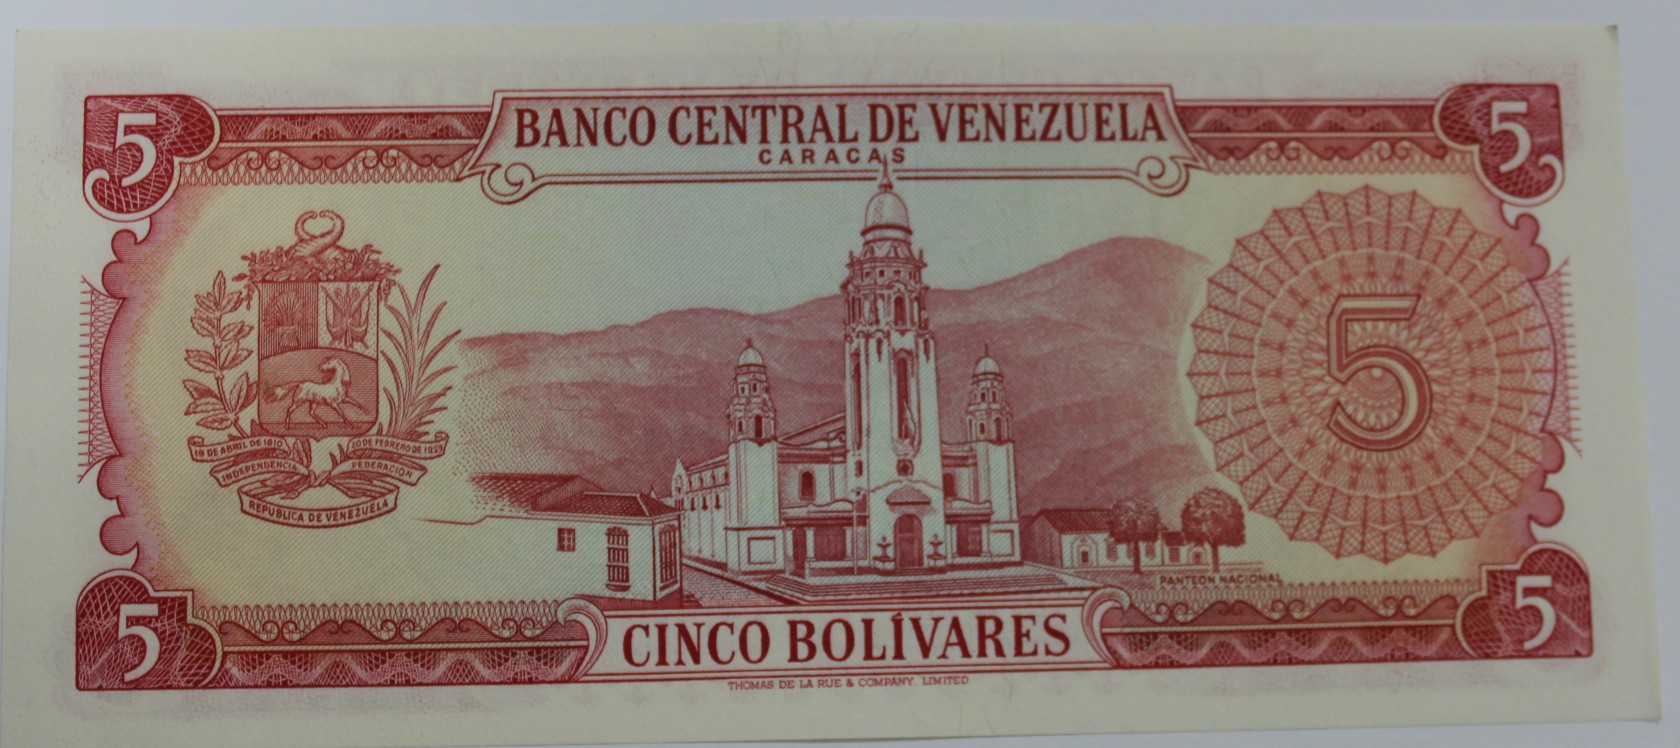 5
BANCO CENTRAL DE VENEZUELA
5
CARACAS
5
19 DE ABRIL DE 1810
20 DE FEBRERO DE 1859
INDEPENDENCIA
FEDERACION
REPUBLICA DE VENEZUELA
PANTEON NACIONAL
5
CINCO BOLÍVARES
5
THOMAS DE LA RUE & COMPANY, LIMITED